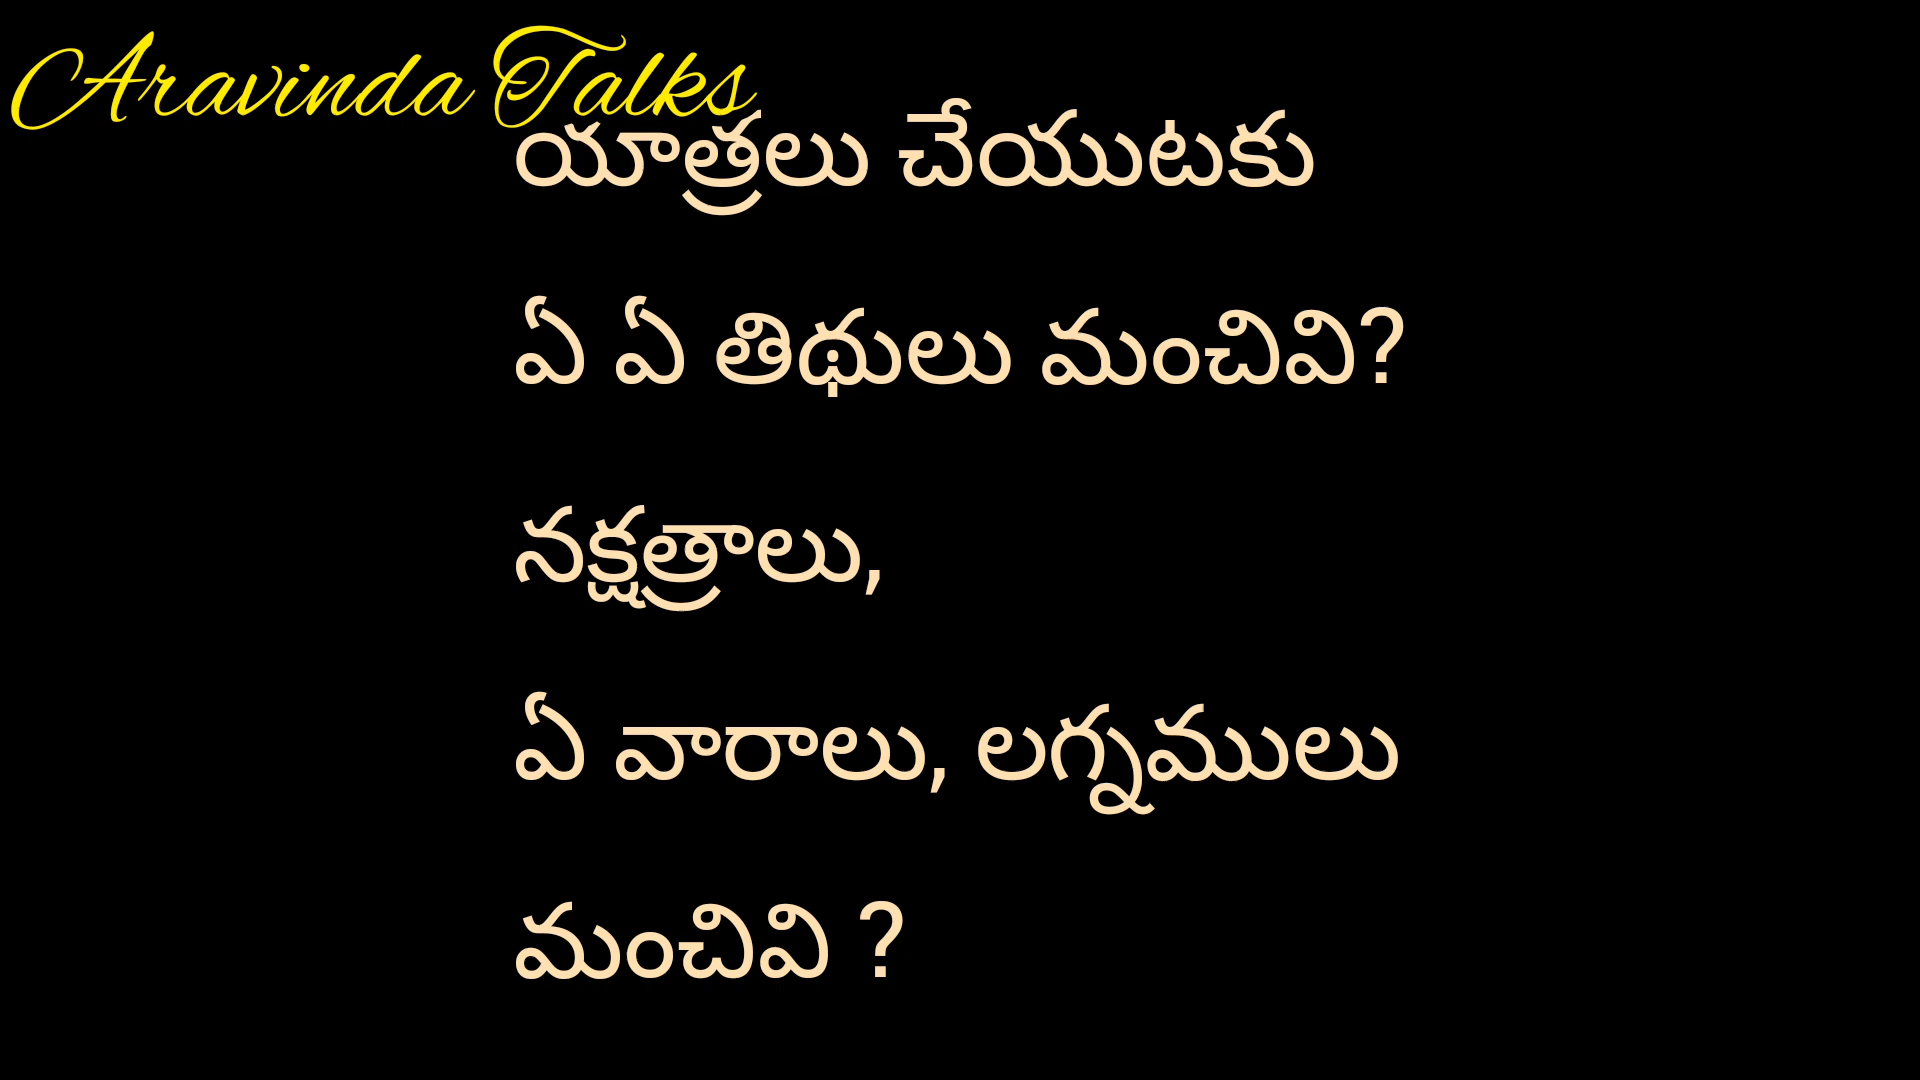 Aravinda Talks
యాత్రలు చేయుటకు
ఏ ఏ తిథులు మంచివి?
నక్షత్రాలు,
ఏ వారాలు, లగ్నములు
మంచివి ?